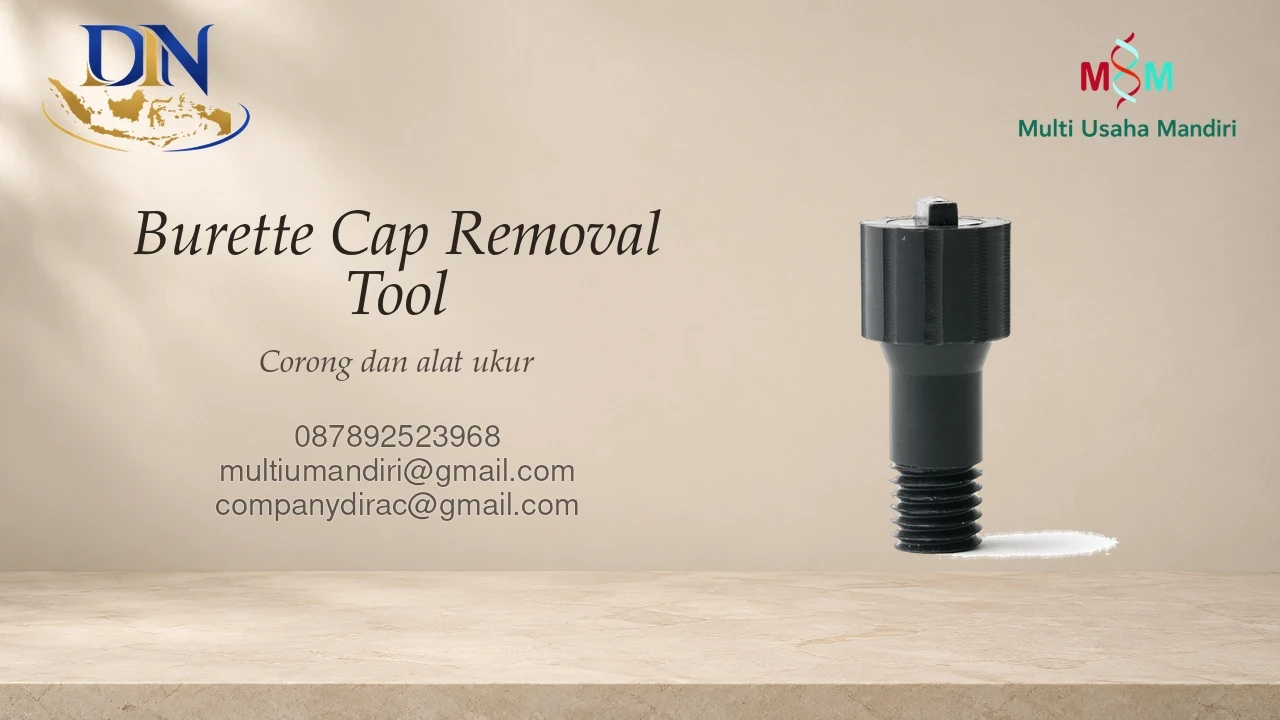 DIN
MSM
Multi Usaha Mandiri
Burette Cap Removal
Tool
Corong dan alat ukur
087892523968
multiumandiri@gmail.com
companydirac@gmail.com